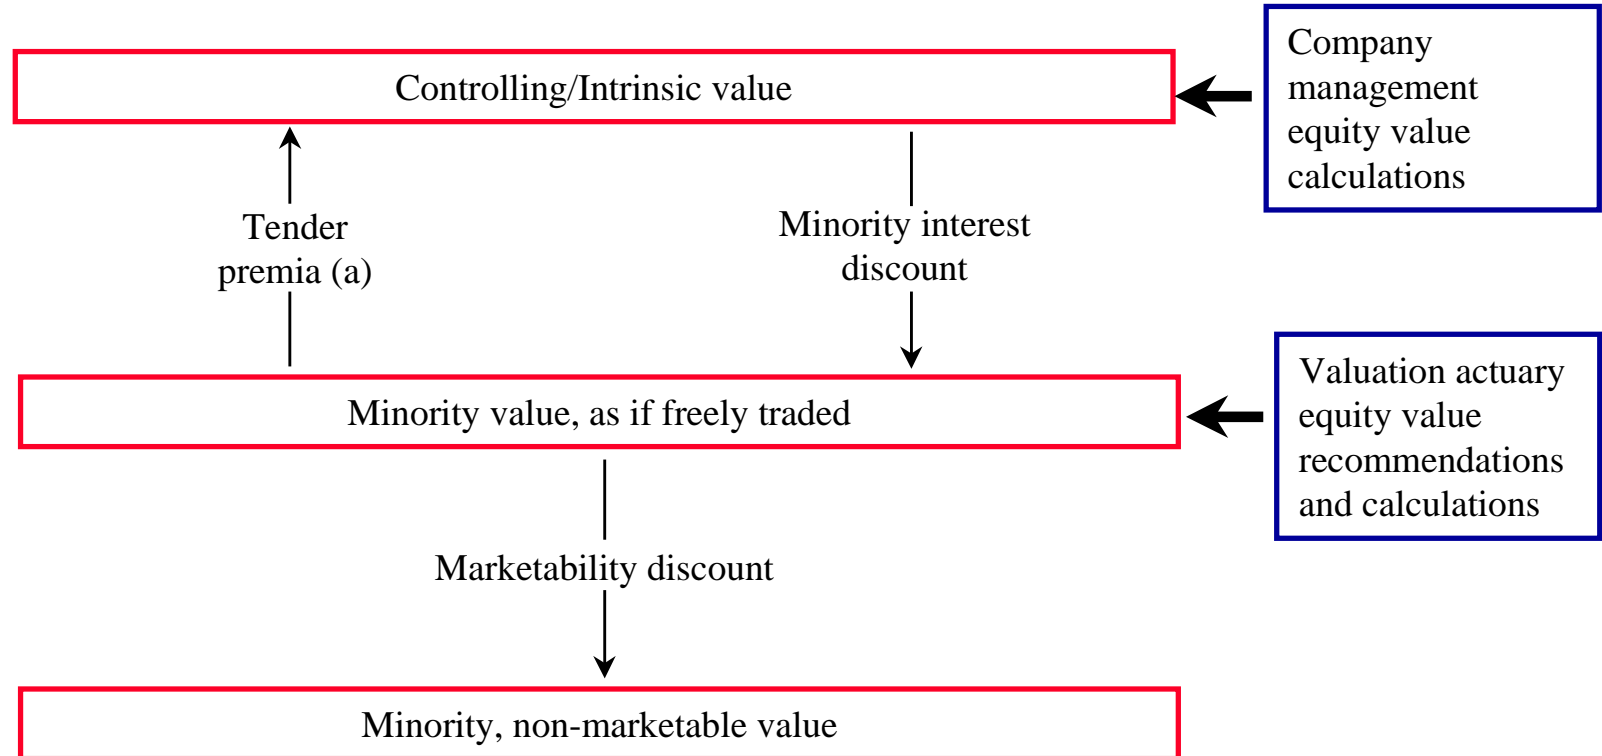 Controlling/Intrinsic value
Company
management
equity value
calculations
Tender
premia (a)
Minority interest
discount
Minority value, as if freely traded
Valuation actuary
equity value
recommendations
and calculations
Marketability discount
Minority, non-marketable value